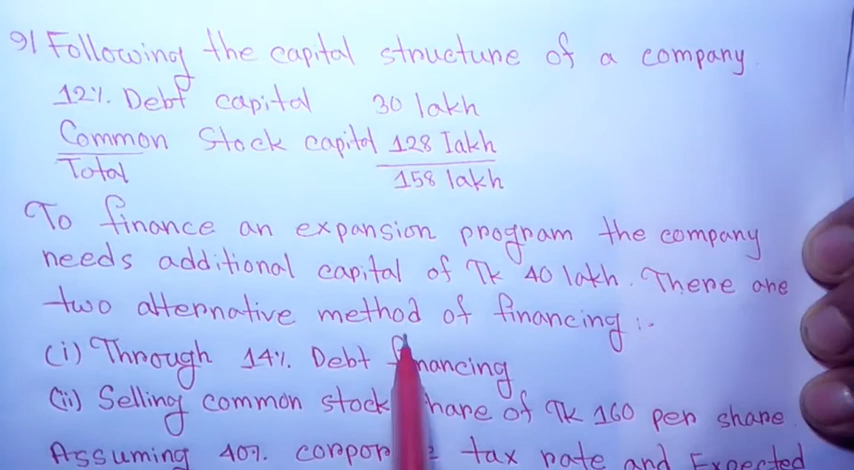 9/ Following the capital structure of a company.
12%. Debt capital 30 lakh
Common Stock capital 128 lakh
Total 158 lakh
To finance an expansion program the company
needs additional capital of Tk 40 lakh. There are
two alternative method of financing :-
(i) Through 14% Debt financing
(ii) Selling common stock share of Tk 160 per share.
Assuming 40% tax rate and Expected